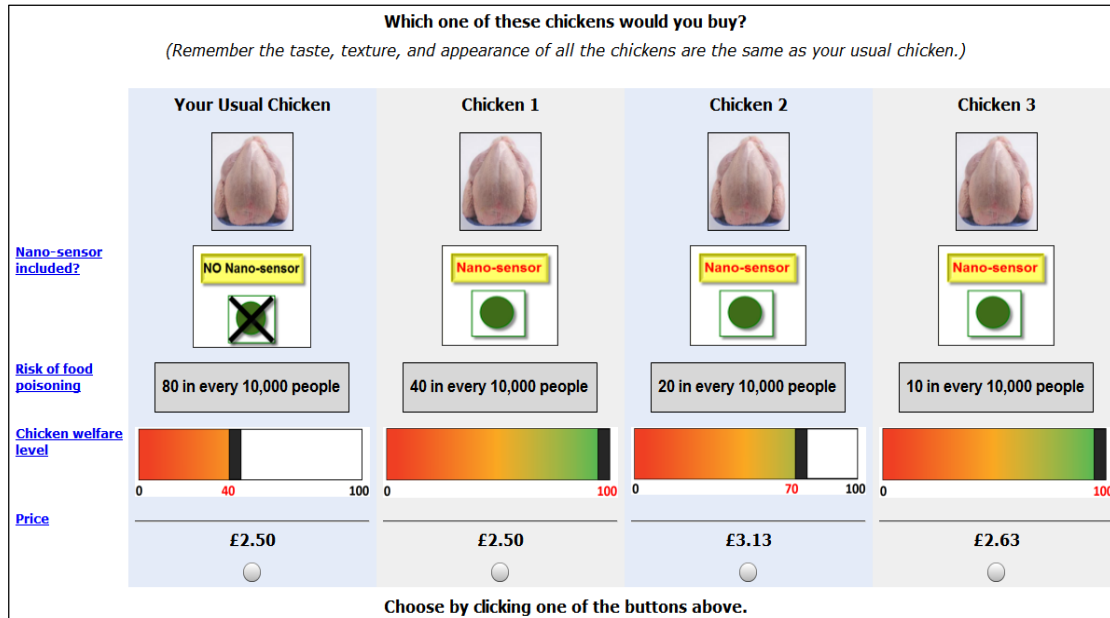 Which one of these chickens would you buy?
(Remember the taste, texture, and appearance of all the chickens are the same as your usual chicken.)
Your Usual Chicken
Chicken 1
Chicken 2
Chicken 3
Nano-sensor
included?
NO Nano-sensor
Nano-sensor
Nano-sensor
Nano-sensor
Risk of food
poisoning
80 in every 10,000 people
40 in every 10,000 people
20 in every 10,000 people
10 in every 10,000 people
Chicken welfare
level
0 40 100
0 100
0 70 100
0 100
Price
£2.50
£2.50
£3.13
£2.63
Choose by clicking one of the buttons above.